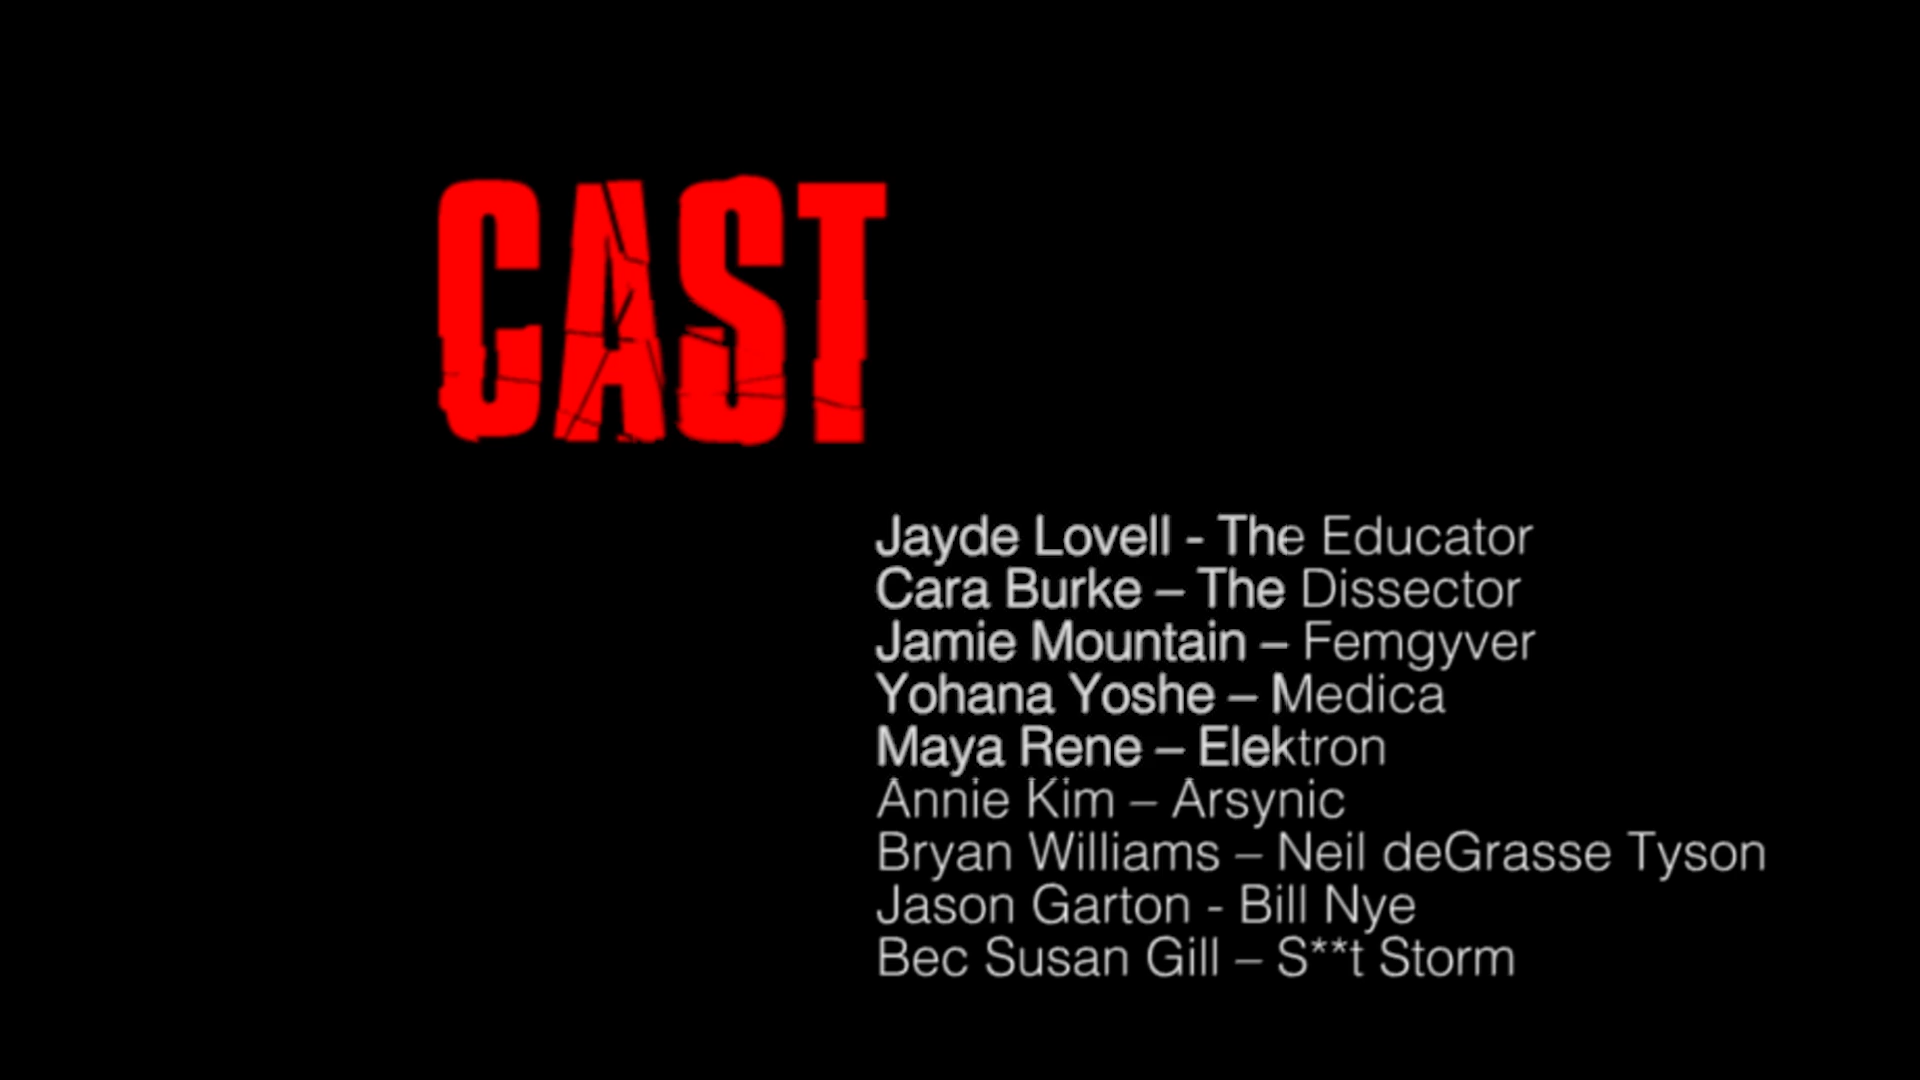 CAST
Jayde Lovell - The Educator
Cara Burke – The Dissector
Jamie Mountain – Femgyver
Yohana Yoshe – Medica
Maya Rene – Elektron
Annie Kim – Arsynic
Bryan Williams – Neil deGrasse Tyson
Jason Garton - Bill Nye
Bec Susan Gill – S**t Storm